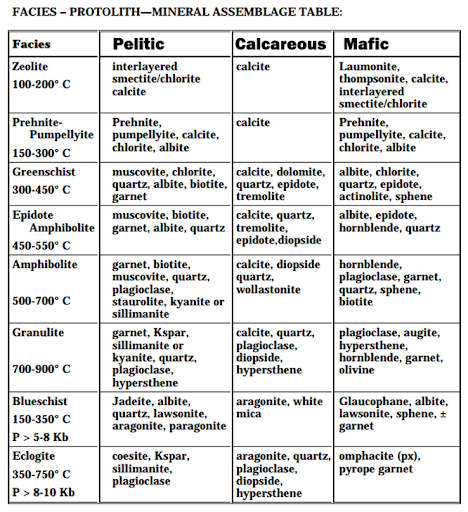 FACIES – PROTOLITH—MINERAL ASSEMBLAGE TABLE:
Facies
Pelitic
Calcareous
Mafic
Zeolite
100-200° C
interlayered
smectite/chlorite
calcite
calcite
Laumonite,
thompsonite, calcite,
interlayered
smectite/chlorite
Prehnite-
Pumpellyite
150-300° C
Prehnite,
pumpellyite, calcite,
chlorite, albite
calcite
Prehnite,
pumpellyite, calcite,
chlorite, albite
Greenschist
300-450° C
muscovite, chlorite,
quartz, albite, biotite,
garnet
calcite, dolomite,
quartz, epidote,
tremolite
albite, chlorite,
quartz, epidote,
actinolite, sphene
Epidote
Amphibolite
450-550° C
muscovite, biotite,
garnet, albite, quartz
calcite, quartz,
tremolite,
epidote,diopside
albite, epidote,
hornblende, quartz
Amphibolite
500-700° C
garnet, biotite,
muscovite, quartz,
plagioclase,
staurolite, kyanite or
sillimanite
calcite, diopside
quartz,
wollastonite
hornblende,
plagioclase, garnet,
quartz, sphene,
biotite
Granulite
700-900° C
garnet, Kspar,
sillimanite or
kyanite, quartz,
plagioclase,
hypersthene
calcite, quartz,
plagioclase,
diopside,
hypersthene
plagioclase, augite,
hypersthene,
hornblende, garnet,
olivine
Blueschist
150-350° C
P > 5-8 Kb
Jadeite, albite,
quartz, lawsonite,
aragonite, paragonite
aragonite, white
mica
Glaucophane, albite,
lawsonite, sphene, ±
garnet
Eclogite
350-750° C
P > 8-10 Kb
coesite, Kspar,
sillimanite,
plagioclase
aragonite, quartz,
plagioclase,
diopside,
hypersthene
omphacite (px),
pyrope garnet